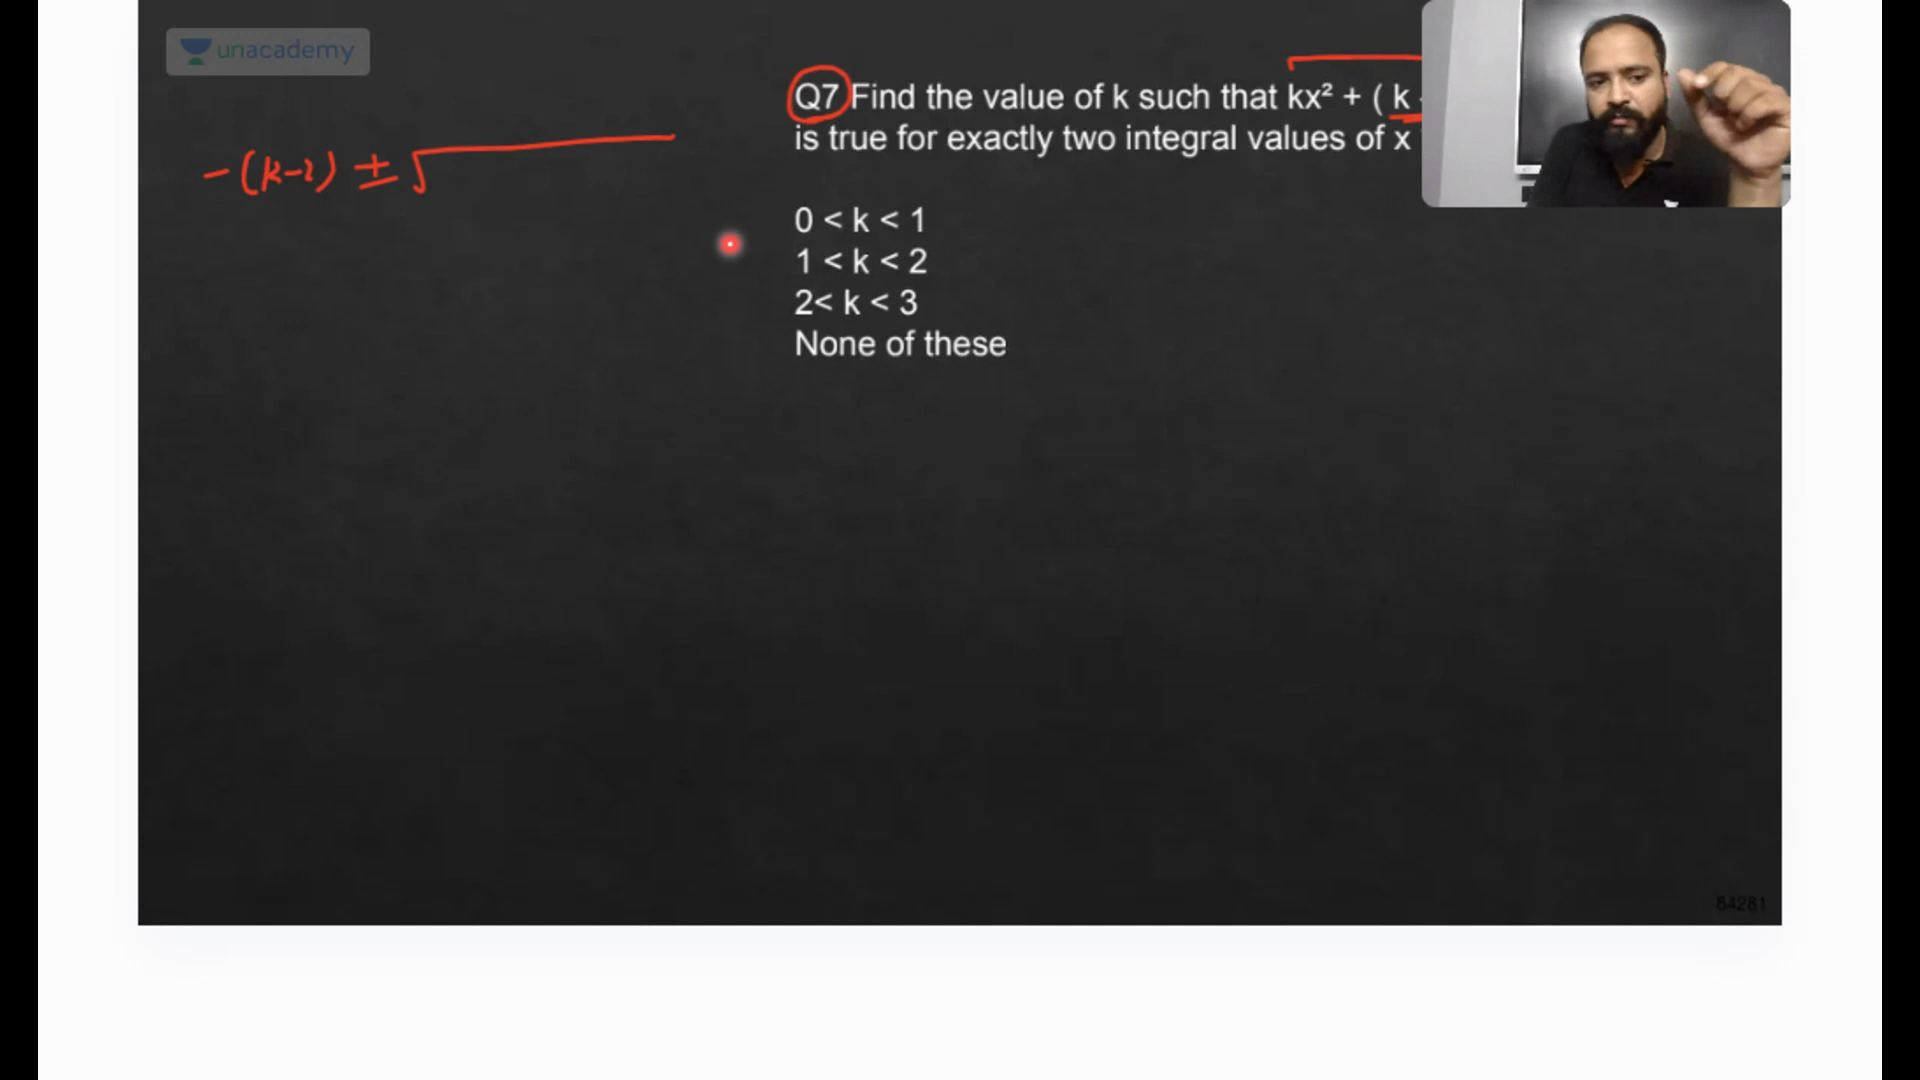 unacademy
Q7 Find the value of k such that kx² + ( k
is true for exactly two integral values of x
-(k-2) ± √
0 < k < 1
1 < k < 2
2< k < 3
None of these
54281